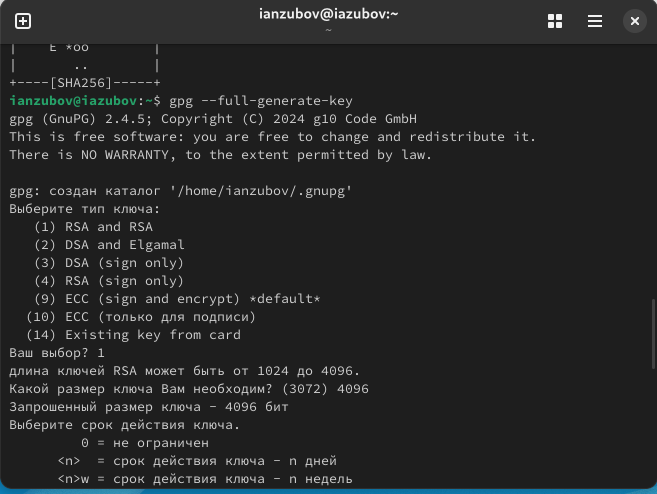 ianzubov@iazubov:~
~
|    E *oo        |
|       ..        |
+----[SHA256]-----+
ianzubov@iazubov:~$ gpg --full-generate-key
gpg (GnuPG) 2.4.5; Copyright (C) 2024 g10 Code GmbH
This is free software: you are free to change and redistribute it.
There is NO WARRANTY, to the extent permitted by law.

gpg: создан каталог '/home/ianzubov/.gnupg'
Выберите тип ключа:
   (1) RSA and RSA
   (2) DSA and Elgamal
   (3) DSA (sign only)
   (4) RSA (sign only)
   (9) ECC (sign and encrypt) *default*
  (10) ECC (только для подписи)
  (14) Existing key from card
Ваш выбор? 1
длина ключей RSA может быть от 1024 до 4096.
Какой размер ключа Вам необходим? (3072) 4096
Запрошенный размер ключа - 4096 бит
Выберите срок действия ключа.
         0 = не ограничен
      <n>  = срок действия ключа - n дней
      <n>w = срок действия ключа - n недель